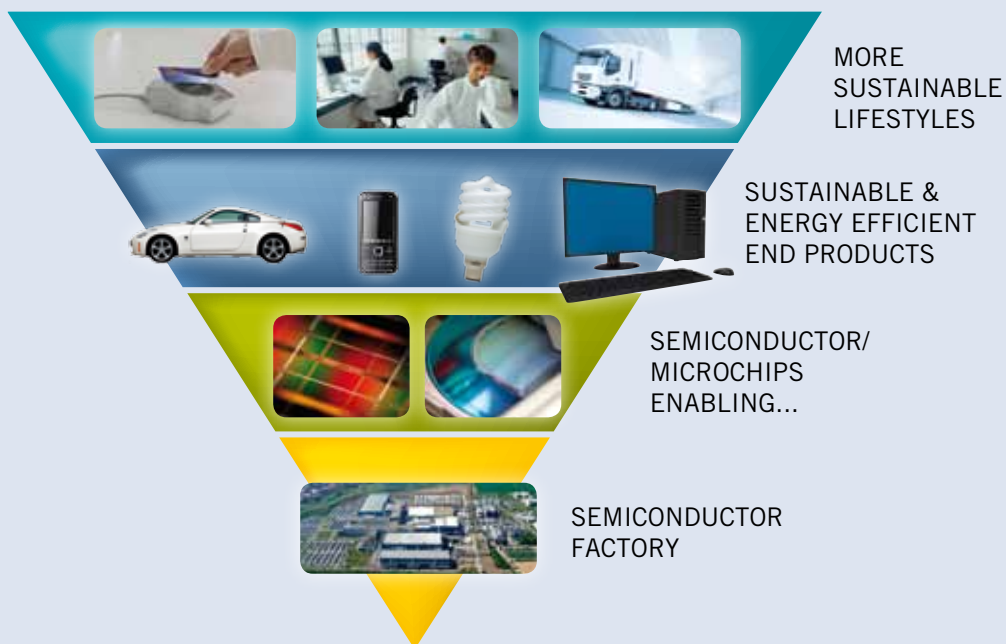 MORE
SUSTAINABLE
LIFESTYLES
SUSTAINABLE &
ENERGY EFFICIENT
END PRODUCTS
SEMICONDUCTOR/
MICROCHIPS
ENABLING...
SEMICONDUCTOR
FACTORY